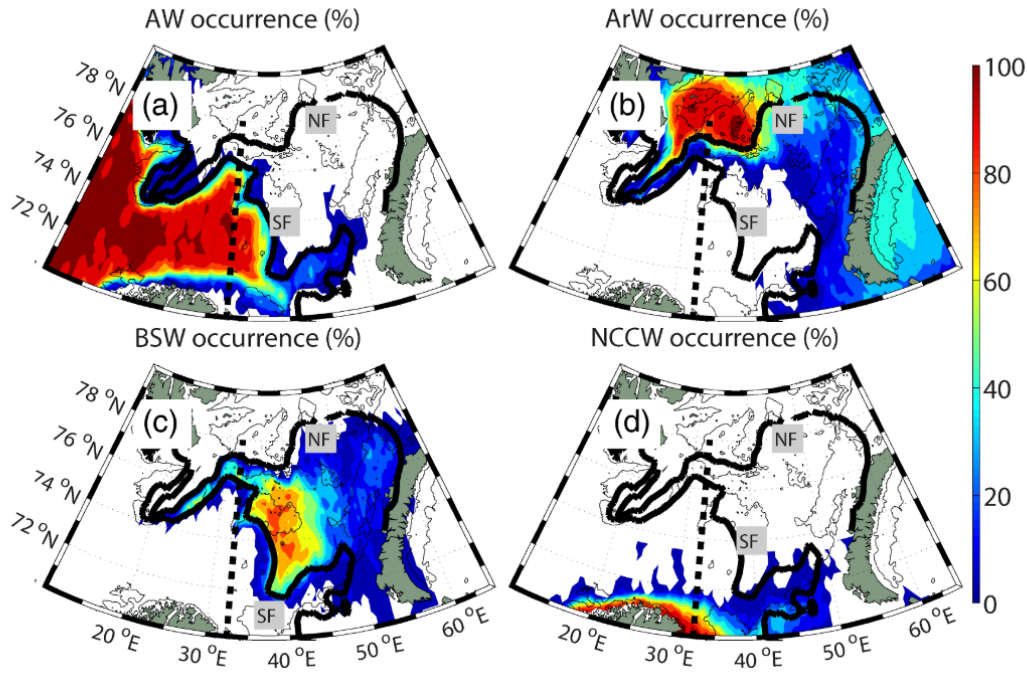 AW occurrence (%)
ArW occurrence (%)
78 °N
76 °N
74 °N
72 °N
(a)
NF
SF
(b)
NF
SF
100
80
60
40
20
0
BSW occurrence (%)
NCCW occurrence (%)
78 °N
76 °N
74 °N
72 °N
(c)
NF
SF
(d)
NF
SF
20 °E
30 °E
40 °E
50 °E
60 °E
20 °E
30 °E
40 °E
50 °E
60 °E